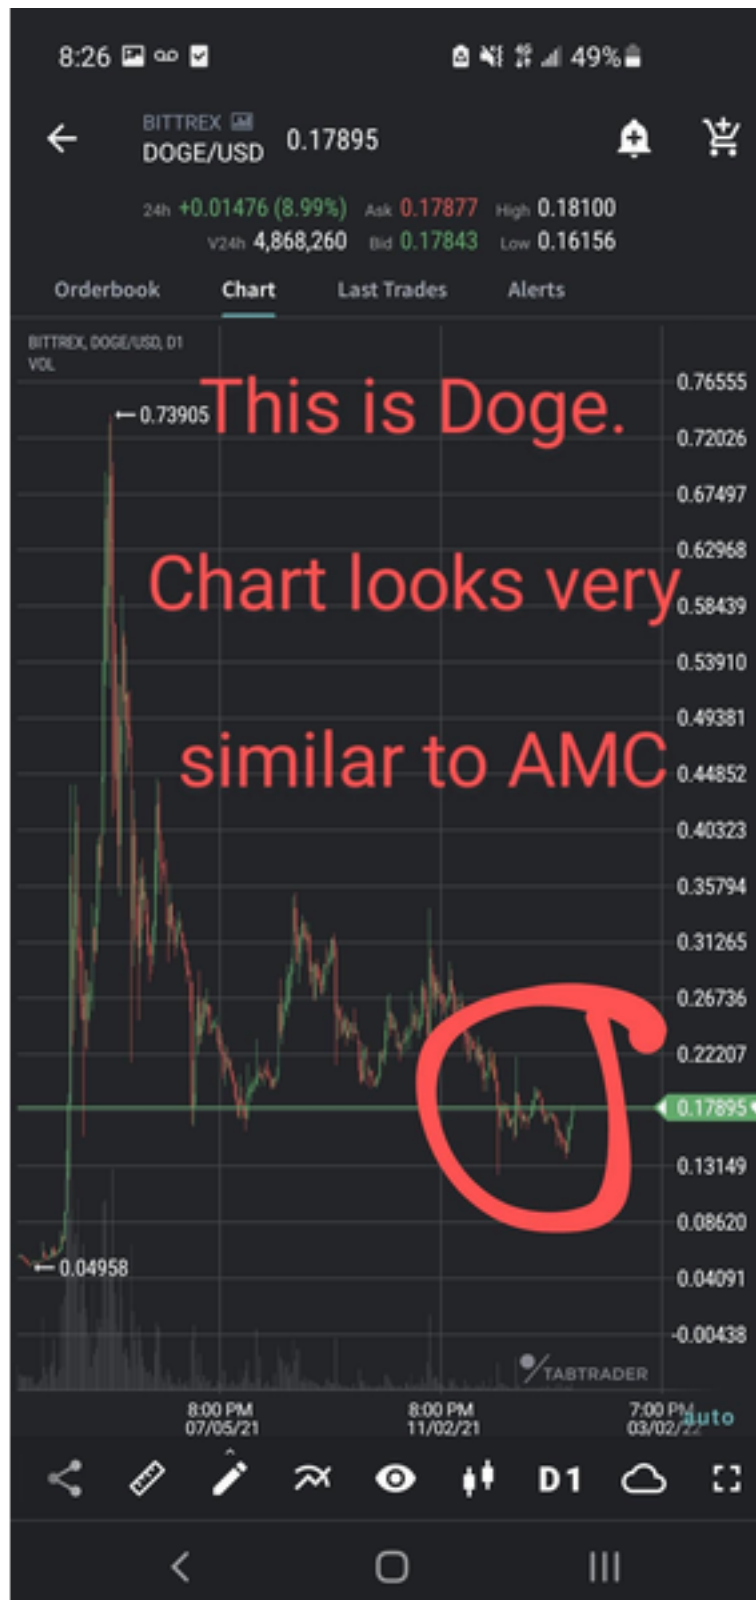 8:26 49%
BITTREX
DOGE/USD 0.17895
24h +0.01476 (8.99%) Ask 0.17877 High 0.18100
V24h 4,868,260 Bid 0.17843 Low 0.16156
Orderbook Chart Last Trades Alerts
BITTREX, DOGE/USD, D1
VOL
0.76555
←0.73905 This is Doge.
0.72026
0.67497
0.62968
Chart looks very
0.58439
0.53910
0.49381
similar to AMC
0.44852
0.40323
0.35794
0.31265
0.26736
0.22207
0.17895
0.13149
0.08620
←0.04958
0.04091
-0.00438
TABTRADER
8:00 PM 8:00 PM 7:00 PM
07/05/21 11/02/21 03/02/22
auto
D1